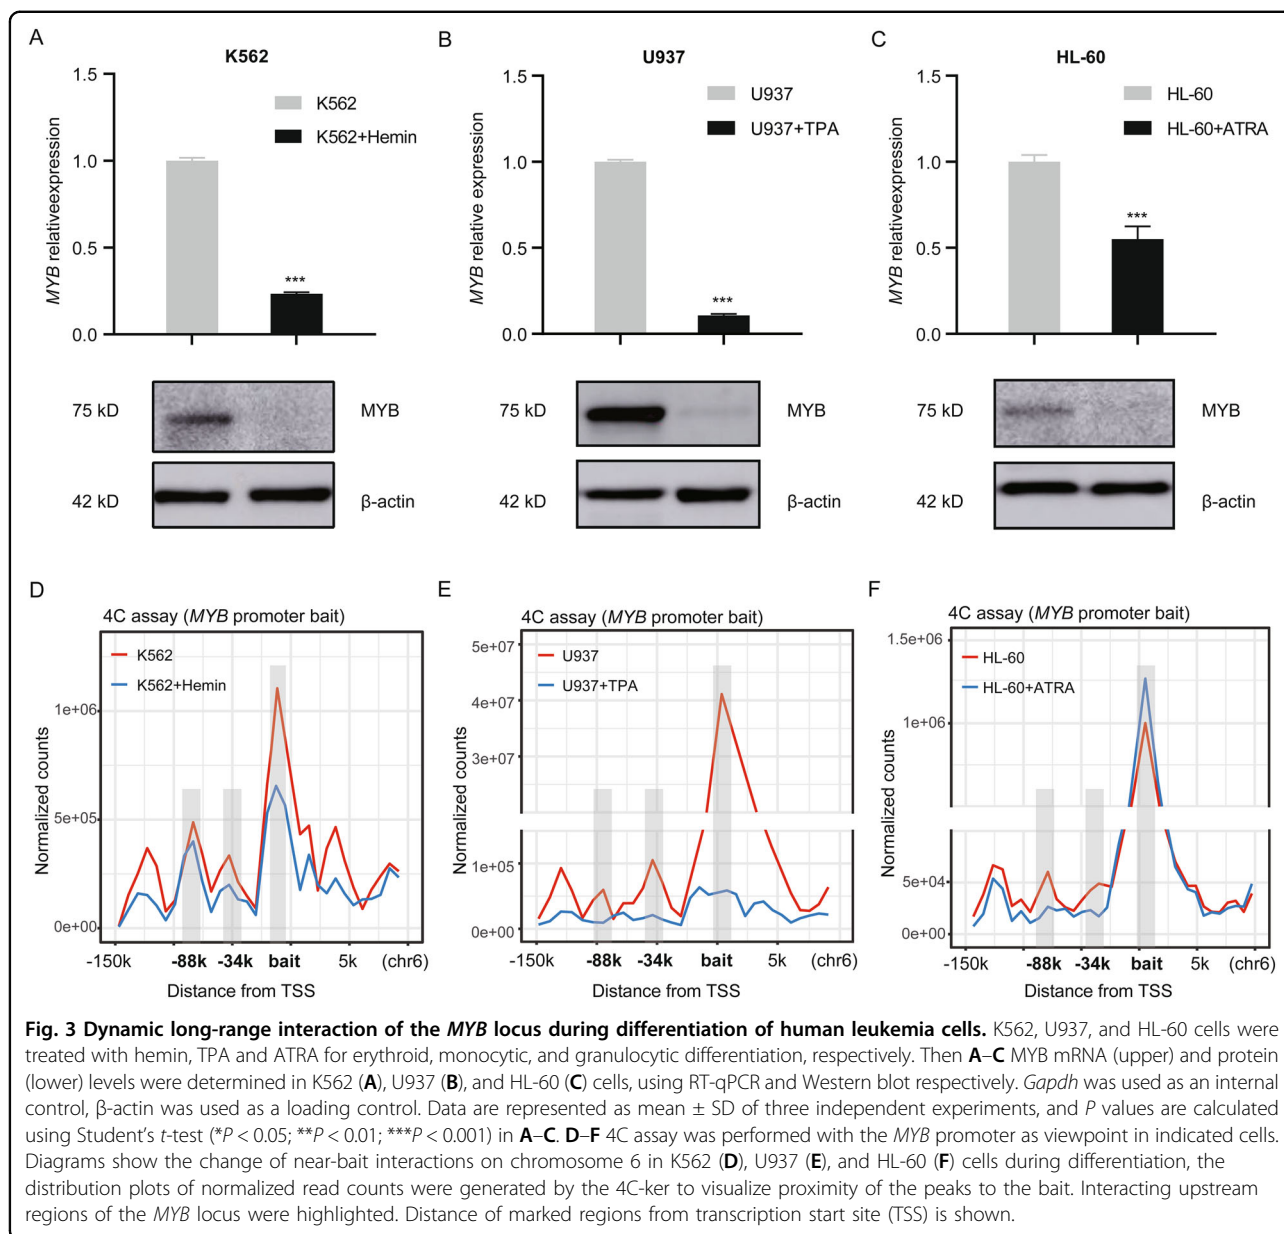 A
K562
1.5
1.0
0.5
0.0
MYB relativeexpression
K562
K562+Hemin
***
75 kD
MYB
42 kD
β-actin
B
U937
1.5
1.0
0.5
0.0
MYB relative expression
U937
U937+TPA
***
75 kD
MYB
42 kD
β-actin
C
HL-60
1.5
1.0
0.5
0.0
MYB relativeexpression
HL-60
HL-60+ATRA
***
75 kD
MYB
42 kD
β-actin
D
4C assay (MYB promoter bait)
K562
K562+Hemin
1e+06
5e+05
0e+00
Normalized counts
-150k -88k -34k bait 5k (chr6)
Distance from TSS
E
4C assay (MYB promoter bait)
U937
U937+TPA
5e+07
4e+07
3e+07
1e+05
0e+00
Normalized counts
-150k -88k -34k bait 5k (chr6)
Distance from TSS
F
4C assay (MYB promoter bait)
HL-60
HL-60+ATRA
1.5e+06
1e+06
5e+04
0e+00
Normalized counts
-150k -88k -34k bait 5k (chr6)
Distance from TSS
Fig. 3 Dynamic long-range interaction of the MYB locus during differentiation of human leukemia cells. K562, U937, and HL-60 cells were
treated with hemin, TPA and ATRA for erythroid, monocytic, and granulocytic differentiation, respectively. Then A–C MYB mRNA (upper) and protein
(lower) levels were determined in K562 (A), U937 (B), and HL-60 (C) cells, using RT-qPCR and Western blot respectively. Gapdh was used as an internal
control, β-actin was used as a loading control. Data are represented as mean ± SD of three independent experiments, and P values are calculated
using Student's t-test (*P < 0.05; **P < 0.01; ***P < 0.001) in A–C. D–F 4C assay was performed with the MYB promoter as viewpoint in indicated cells.
Diagrams show the change of near-bait interactions on chromosome 6 in K562 (D), U937 (E), and HL-60 (F) cells during differentiation, the
distribution plots of normalized read counts were generated by the 4C-ker to visualize proximity of the peaks to the bait. Interacting upstream
regions of the MYB locus were highlighted. Distance of marked regions from transcription start site (TSS) is shown.